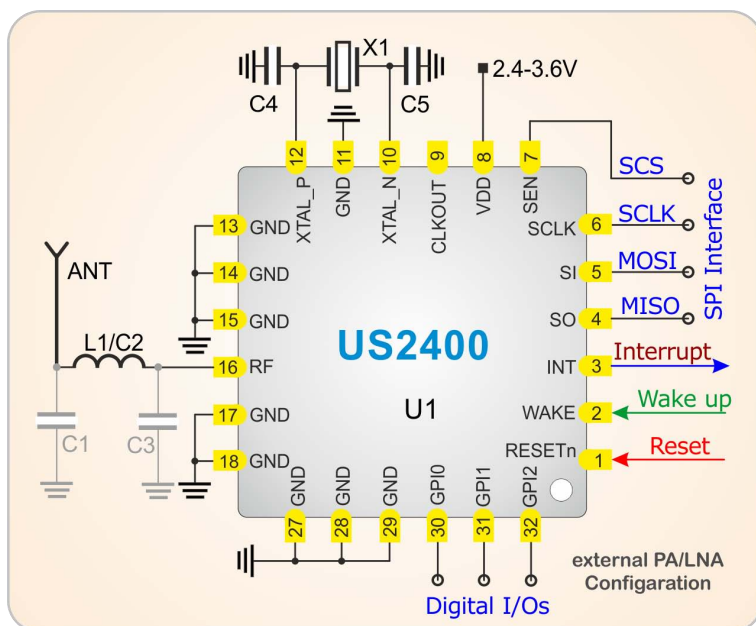 X1
2.4-3.6V
C4
C5
12
11
10
9
8
7
XTAL_P
GND
XTAL_N
CLKOUT
VDD
SEN
SCS
SCLK
MOSI
MISO
SPI Interface
13 GND
14 GND
15 GND
16 RF
17 GND
18 GND
SCLK 6
SI 5
SO 4
INT 3
WAKE 2
RESETn 1
Interrupt
Wake up
Reset
ANT
L1/C2
C1
C3
US2400
U1
GND
GND
GND
GPI0
GPI1
GPI2
27
28
29
30
31
32
Digital I/Os
external PA/LNA
Configaration